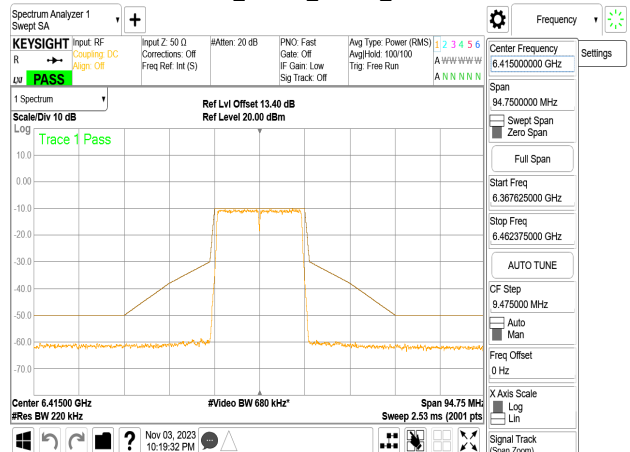 Spectrum Analyzer 1
Swept SA
Frequency
KEYSIGHT
R
LXI
PASS
Input: RF
Coupling: DC
Align: Off
Input Z: 50 Ω
Corrections: Off
Freq Ref: Int (S)
#Atten: 20 dB
PNO: Fast
Gate: Off
IF Gain: Low
Sig Track: Off
Avg Type: Power (RMS)
Avg|Hold: 100/100
Trig: Free Run
1 2 3 4 5 6
A W W W W W
A N N N N N
Center Frequency
6.415000000 GHz
Settings
Span
94.7500000 MHz
Swept Span
Zero Span
Full Span
Start Freq
6.367625000 GHz
Stop Freq
6.462375000 GHz
AUTO TUNE
CF Step
9.475000 MHz
Auto
Man
Freq Offset
0 Hz
X Axis Scale
Log
Lin
Signal Track
(Span Zoom)
1 Spectrum
Scale/Div 10 dB
Ref Lvl Offset 13.40 dB
Ref Level 20.00 dBm
Log
Trace 1 Pass
10.0
0.00
-10.0
-20.0
-30.0
-40.0
-50.0
-60.0
-70.0
Center 6.41500 GHz
#Video BW 680 kHz*
Span 94.75 MHz
#Res BW 220 kHz
Sweep 2.53 ms (2001 pts
?
Nov 03, 2023
10:19:32 PM